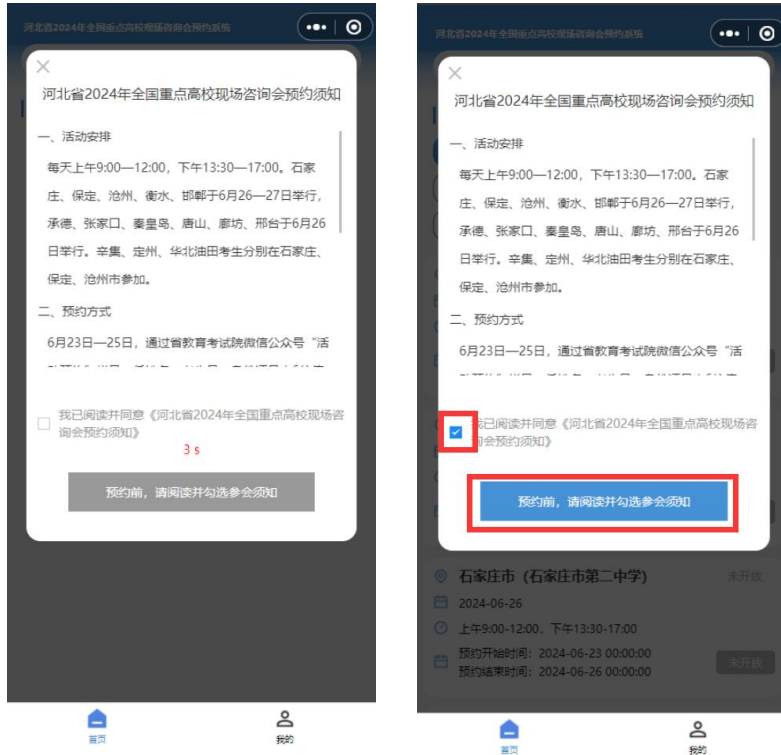 河北省2024年全国重点高校现场咨询会预约系统
河北省2024年全国重点高校现场咨询会预约须知
一、活动安排
每天上午9:00—12:00，下午13:30—17:00。石家
庄、保定、沧州、衡水、邯郸于6月26—27日举行，
承德、张家口、秦皇岛、唐山、廊坊、邢台于6月26
日举行。辛集、定州、华北油田考生分别在石家庄、
保定、沧州市参加。
二、预约方式
6月23日—25日，通过省教育考试院微信公众号“活
我已阅读并同意《河北省2024年全国重点高校现场咨
询会预约须知》
3 s
预约前，请阅读并勾选参会须知
首页
我的
河北省2024年全国重点高校现场咨询会预约系统
河北省2024年全国重点高校现场咨询会预约须知
一、活动安排
每天上午9:00—12:00，下午13:30—17:00。石家
庄、保定、沧州、衡水、邯郸于6月26—27日举行，
承德、张家口、秦皇岛、唐山、廊坊、邢台于6月26
日举行。辛集、定州、华北油田考生分别在石家庄、
保定、沧州市参加。
二、预约方式
6月23日—25日，通过省教育考试院微信公众号“活
我已阅读并同意《河北省2024年全国重点高校现场咨
询会预约须知》
预约前，请阅读并勾选参会须知
石家庄市（石家庄市第二中学） 未开放
2024-06-26
上午9:00-12:00、下午13:30-17:00
预约开始时间：2024-06-23 00:00:00
预约结束时间：2024-06-26 00:00:00
未开放
首页
我的